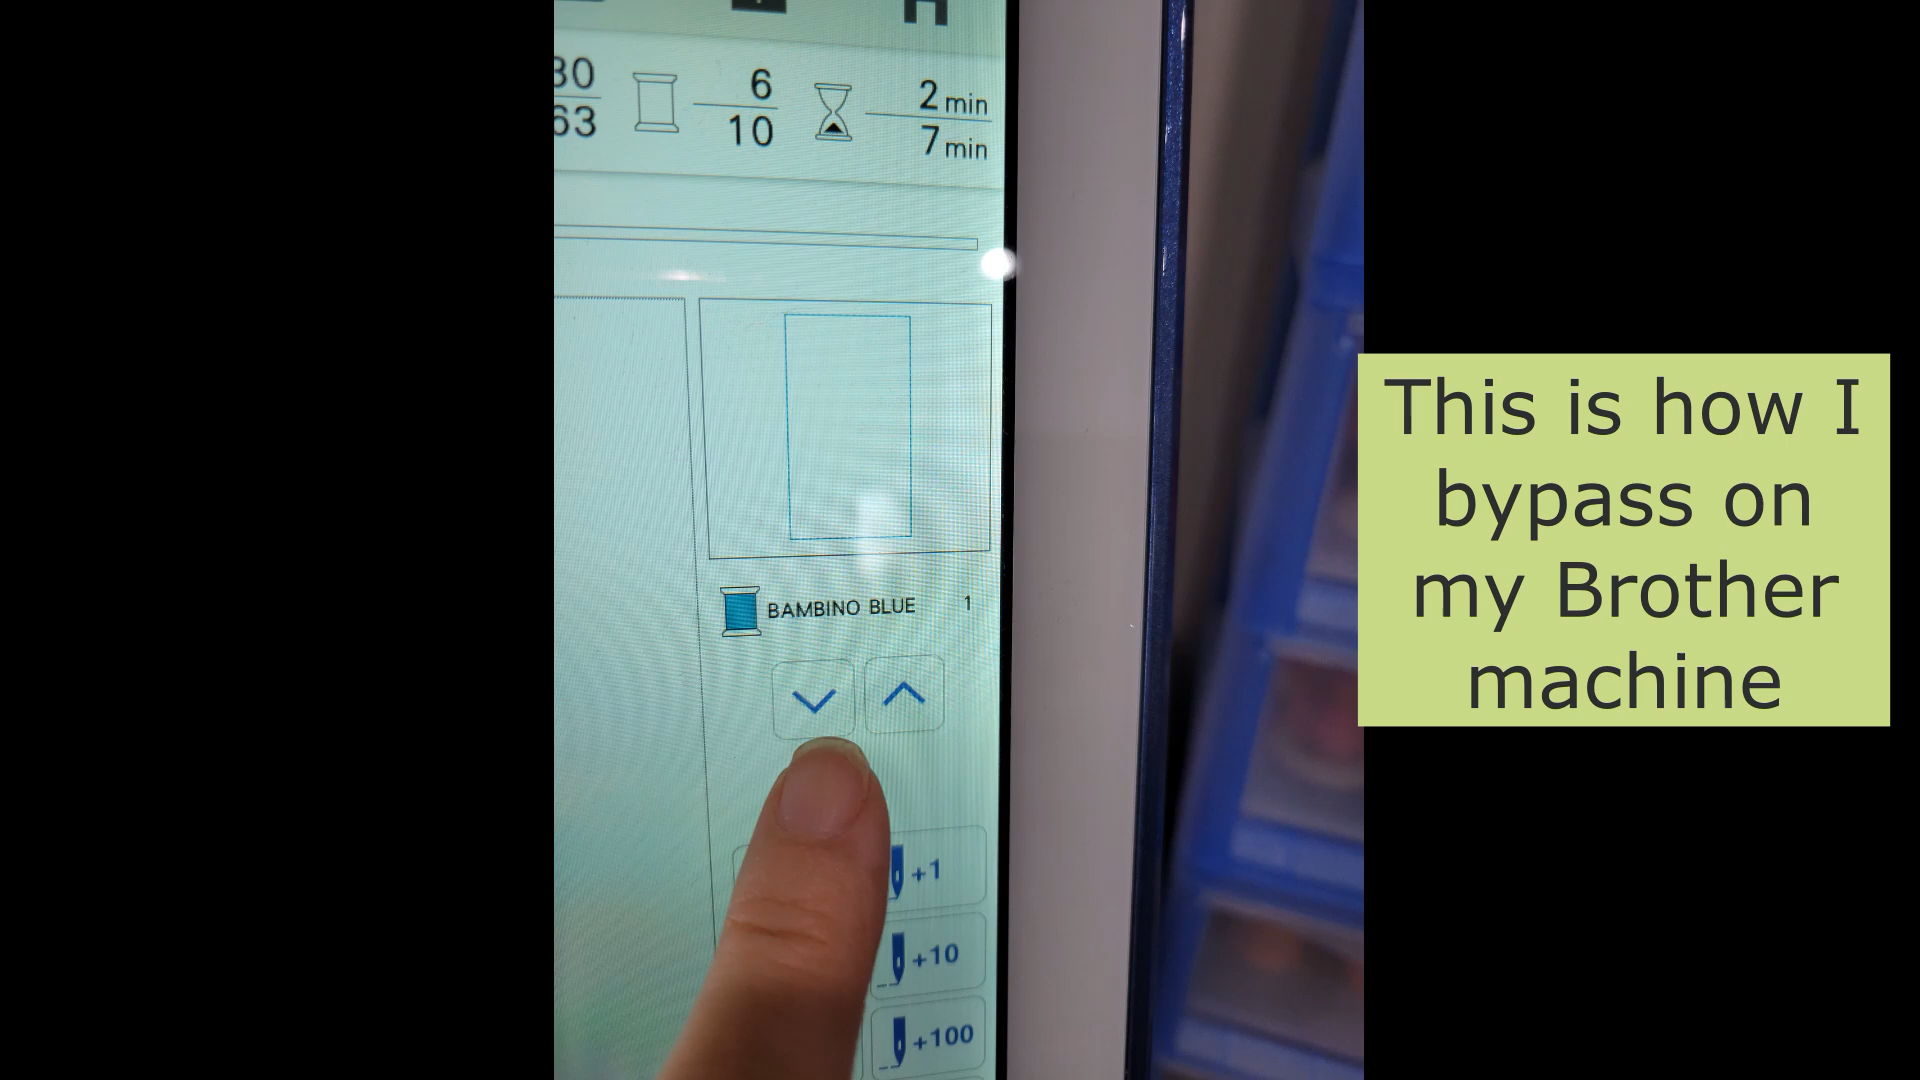 30
63
6
10
2 min
7 min
BAMBINO BLUE 1
+1
+10
+100
This is how I
bypass on
my Brother
machine